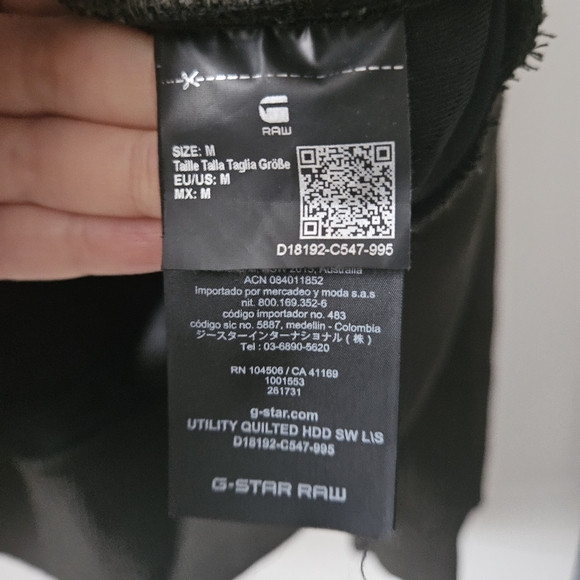 RAW
SIZE: M
Taille Talla Taglia Größe
EU/US: M
MX: M
D18192-C547-995
2015, Australia
ACN 084011852
importado por mercadeo y moda s.a.s
nit. 800.169.352-6
código importador no. 483
código sic no. 5887, medellin - Colombia
ジースターインターナショナル (株)
Tel : 03-6890-5620
RN 104506 / CA 41169
1001553
261731
g-star.com
UTILITY QUILTED HDD SW L\S
D18192-C547-995
G-STAR RAW